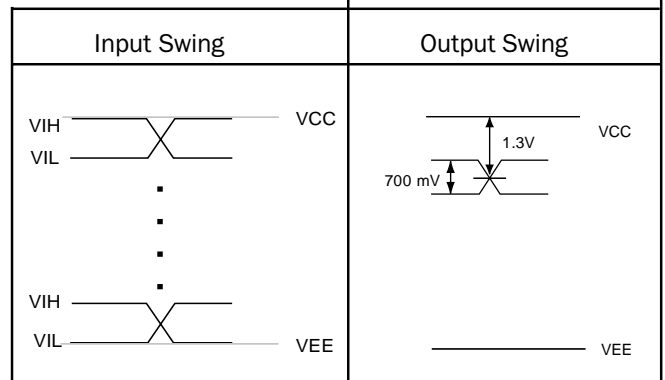 Input Swing
Output Swing
VIH
VCC
VIL
VIH
VIL
VEE
VCC
1.3V
700 mV
VEE